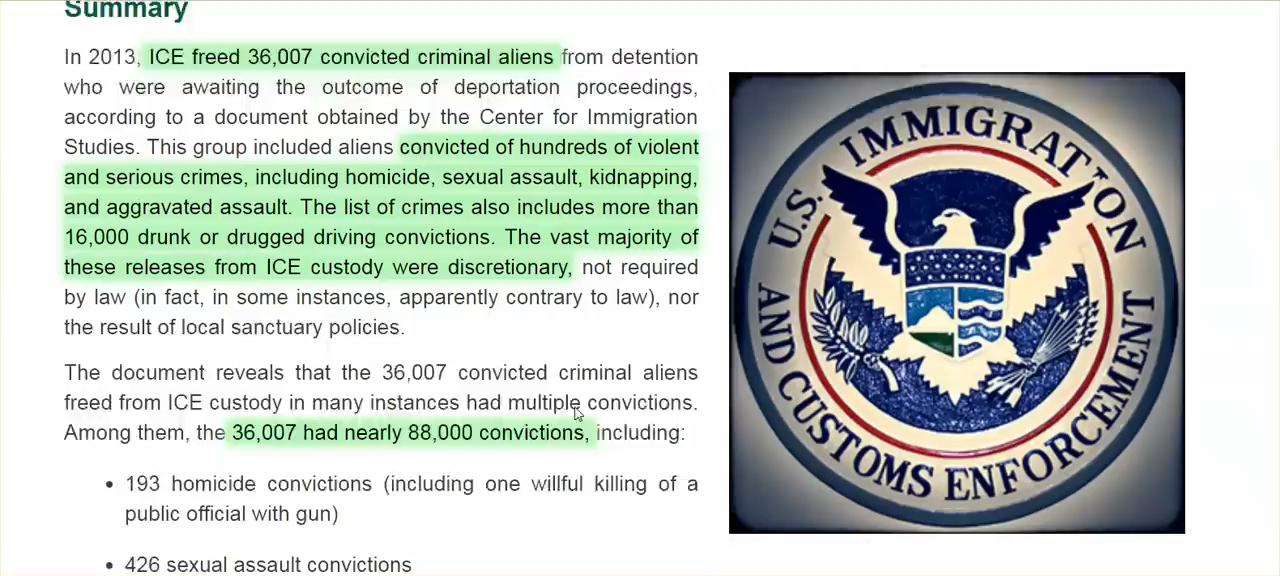 Summary
In 2013, ICE freed 36,007 convicted criminal aliens from detention
who were awaiting the outcome of deportation proceedings,
according to a document obtained by the Center for Immigration
Studies. This group included aliens convicted of hundreds of violent
and serious crimes, including homicide, sexual assault, kidnapping,
and aggravated assault. The list of crimes also includes more than
16,000 drunk or drugged driving convictions. The vast majority of
these releases from ICE custody were discretionary, not required
by law (in fact, in some instances, apparently contrary to law), nor
the result of local sanctuary policies.
The document reveals that the 36,007 convicted criminal aliens
freed from ICE custody in many instances had multiple convictions.
Among them, the 36,007 had nearly 88,000 convictions, including:
• 193 homicide convictions (including one willful killing of a
public official with gun)
• 426 sexual assault convictions
U.S. IMMIGRATION
AND CUSTOMS ENFORCEMENT